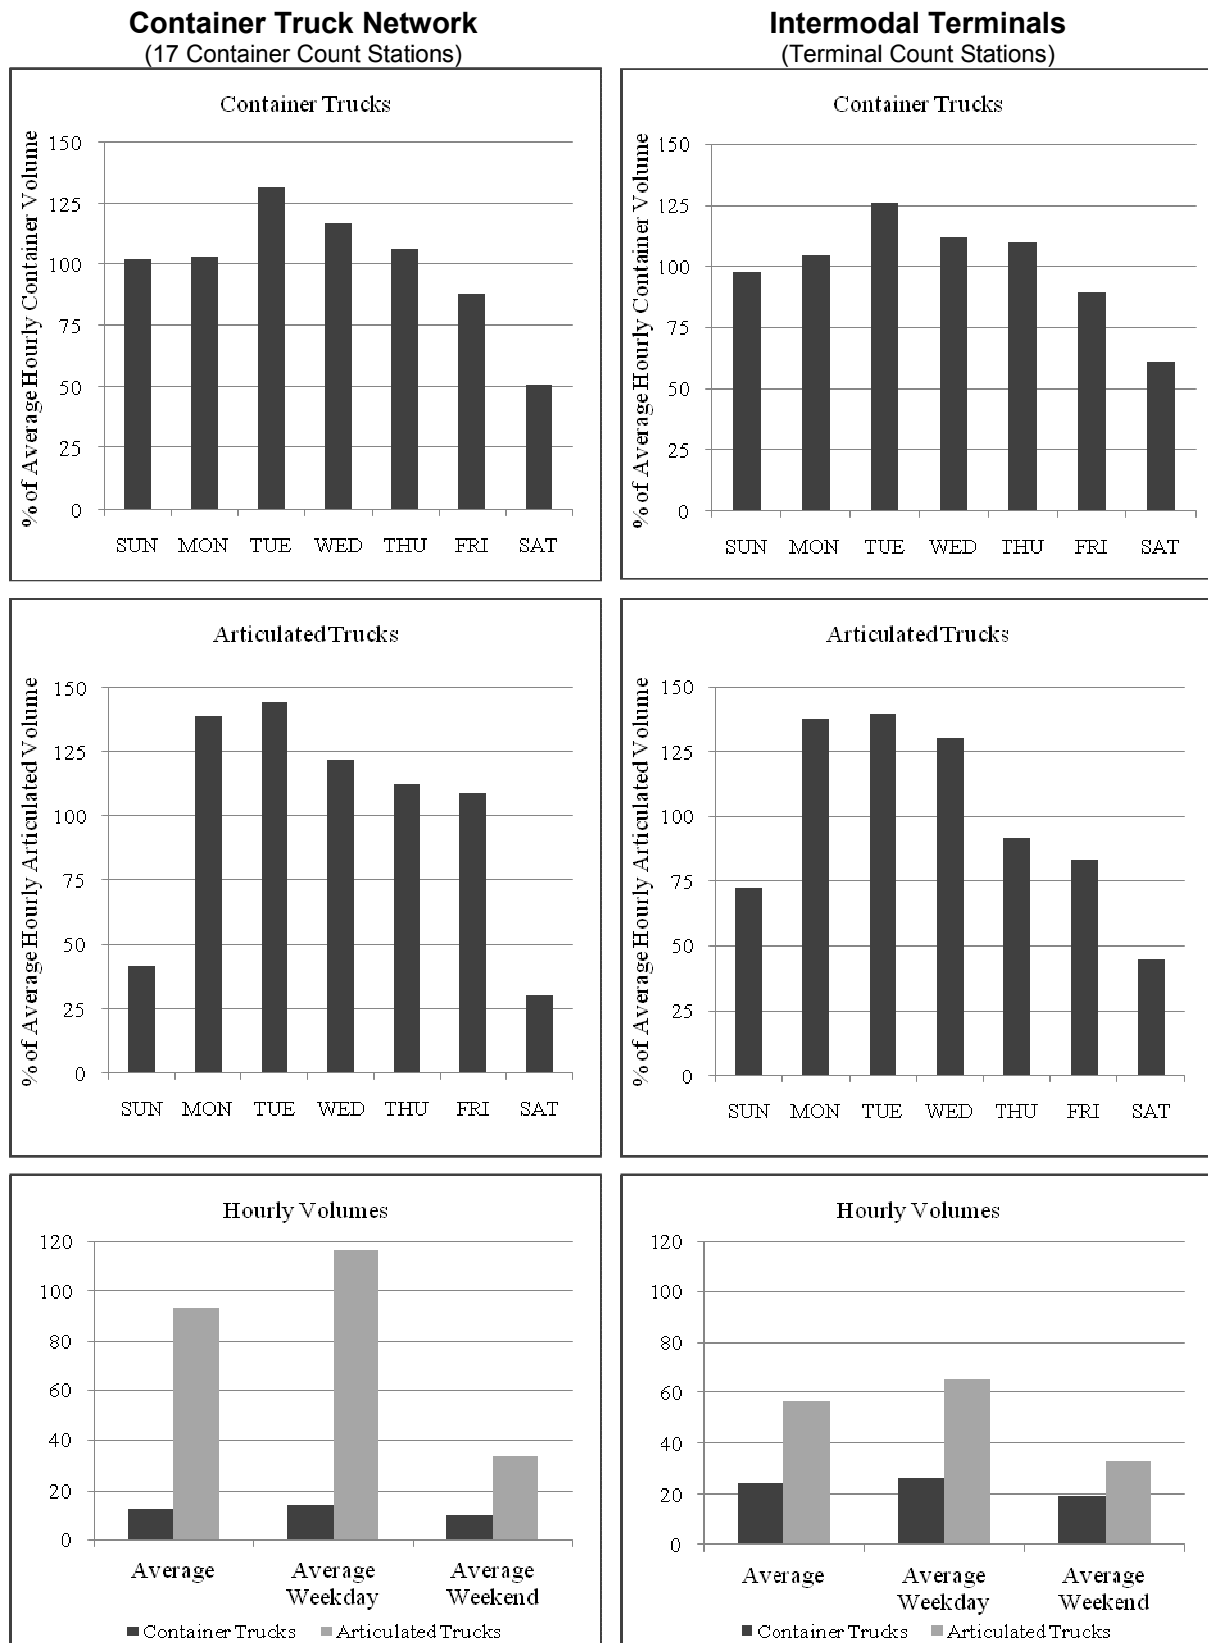 Container Truck Network
(17 Container Count Stations)
Container Trucks
% of Average Hourly Container Volume
150
125
100
75
50
25
0
SUN MON TUE WED THU FRI SAT
Articulated Trucks
% of Average Hourly Articulated Volume
150
125
100
75
50
25
0
SUN MON TUE WED THU FRI SAT
Hourly Volumes
120
100
80
60
40
20
0
Average Average Weekday Average Weekend
Container Trucks Articulated Trucks
Intermodal Terminals
(Terminal Count Stations)
Container Trucks
% of Average Hourly Container Volume
150
125
100
75
50
25
0
SUN MON TUE WED THU FRI SAT
Articulated Trucks
% of Average Hourly Articulated Volume
150
125
100
75
50
25
0
SUN MON TUE WED THU FRI SAT
Hourly Volumes
120
100
80
60
40
20
0
Average Average Weekday Average Weekend
Container Trucks Articulated Trucks